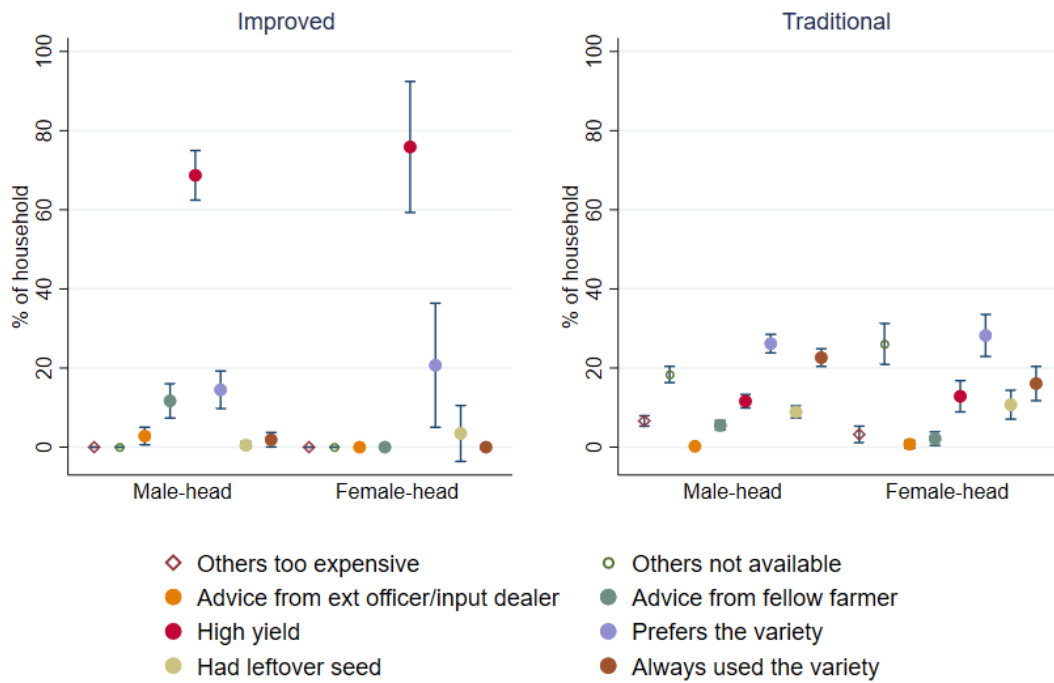 Improved
Traditional
% of household
100
80
60
40
20
0
Male-head
Female-head
% of household
100
80
60
40
20
0
Male-head
Female-head
Others too expensive
Others not available
Advice from ext officer/input dealer
Advice from fellow farmer
High yield
Prefers the variety
Had leftover seed
Always used the variety